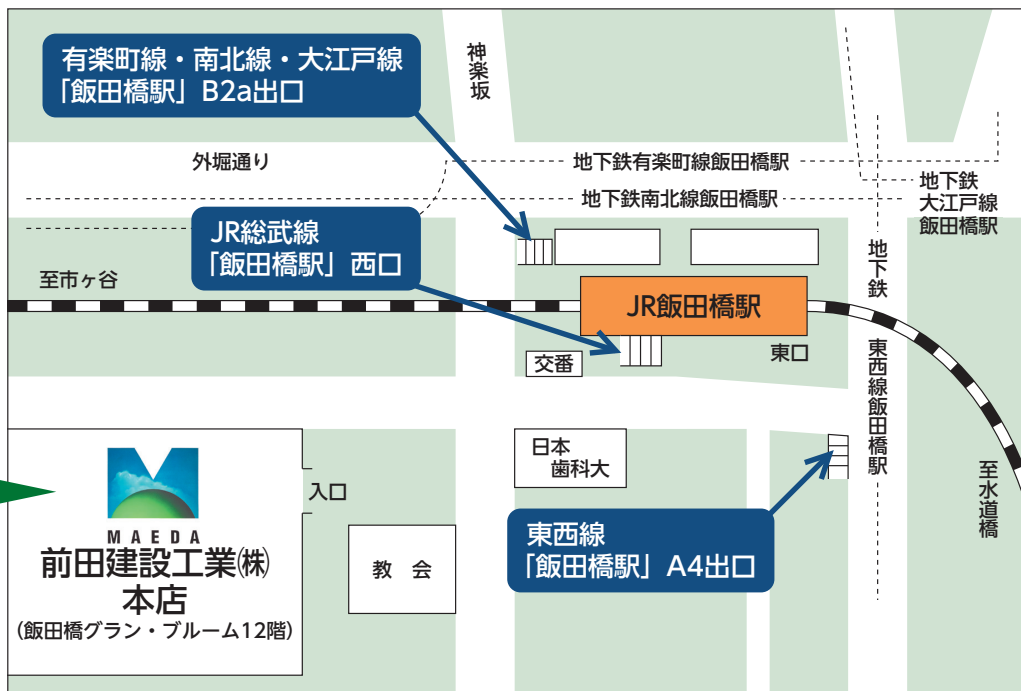 有楽町線・南北線・大江戸線
「飯田橋駅」B2a出口
神楽坂
外堀通り
地下鉄有楽町線飯田橋駅
地下鉄南北線飯田橋駅
地下鉄
大江戸線
飯田橋駅
JR総武線
「飯田橋駅」西口
至市ヶ谷
JR飯田橋駅
地下鉄 東西線飯田橋駅
交番
東口
日本
歯科大
入口
至水道橋
MAEDA
前田建設工業㈱
本店
(飯田橋グラン・ブルーム12階)
教 会
東西線
「飯田橋駅」A4出口